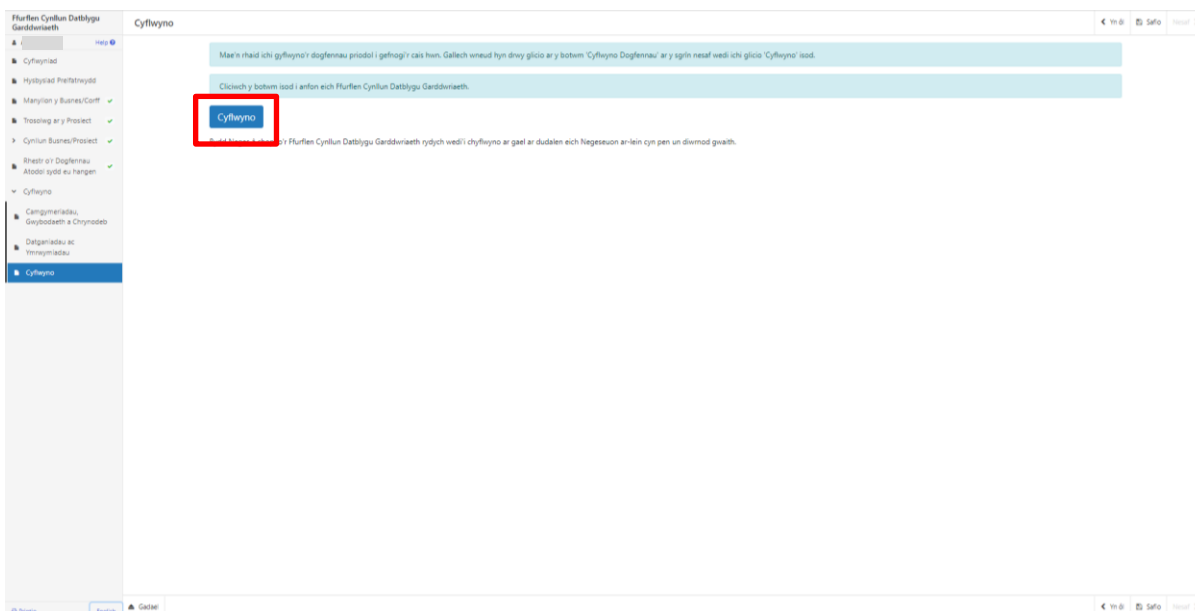 Ffurflen Cynllun Datblygu
Garddwriaeth
Help
Cyflwyniad
Hysbysiad Preifatrwydd
Manylion y Busnes/Corff
Trosolwg ar y Prosiect
Cynllun Busnes/Prosiect
Rhestr o'r Dogfennau
Atodol sydd eu hangen
Cyflwyno
Camgymeriadau,
Gwybodaeth a Chrynodeb
Datganiadau ac
Ymrwymiadau
Cyflwyno
English
Cyflwyno
Yn ôl
Safio
Nesaf
Mae'n rhaid ichi gyflwyno'r dogfennau priodol i gefnogi'r cais hwn. Gallech wneud hyn drwy glicio ar y botwm 'Cyflwyno Dogfennau' ar y sgrîn nesaf wedi ichi glicio 'Cyflwyno' isod.
Cliciwch y botwm isod i anfon eich Ffurflen Cynllun Datblygu Garddwriaeth.
Cyflwyno
o'r Ffurflen Cynllun Datblygu Garddwriaeth rydych wedi'i chyflwyno ar gael ar dudalen eich Negeseuon ar-lein cyn pen un diwrnod gwaith.
Gadael
Yn ôl
Safio
Nesaf